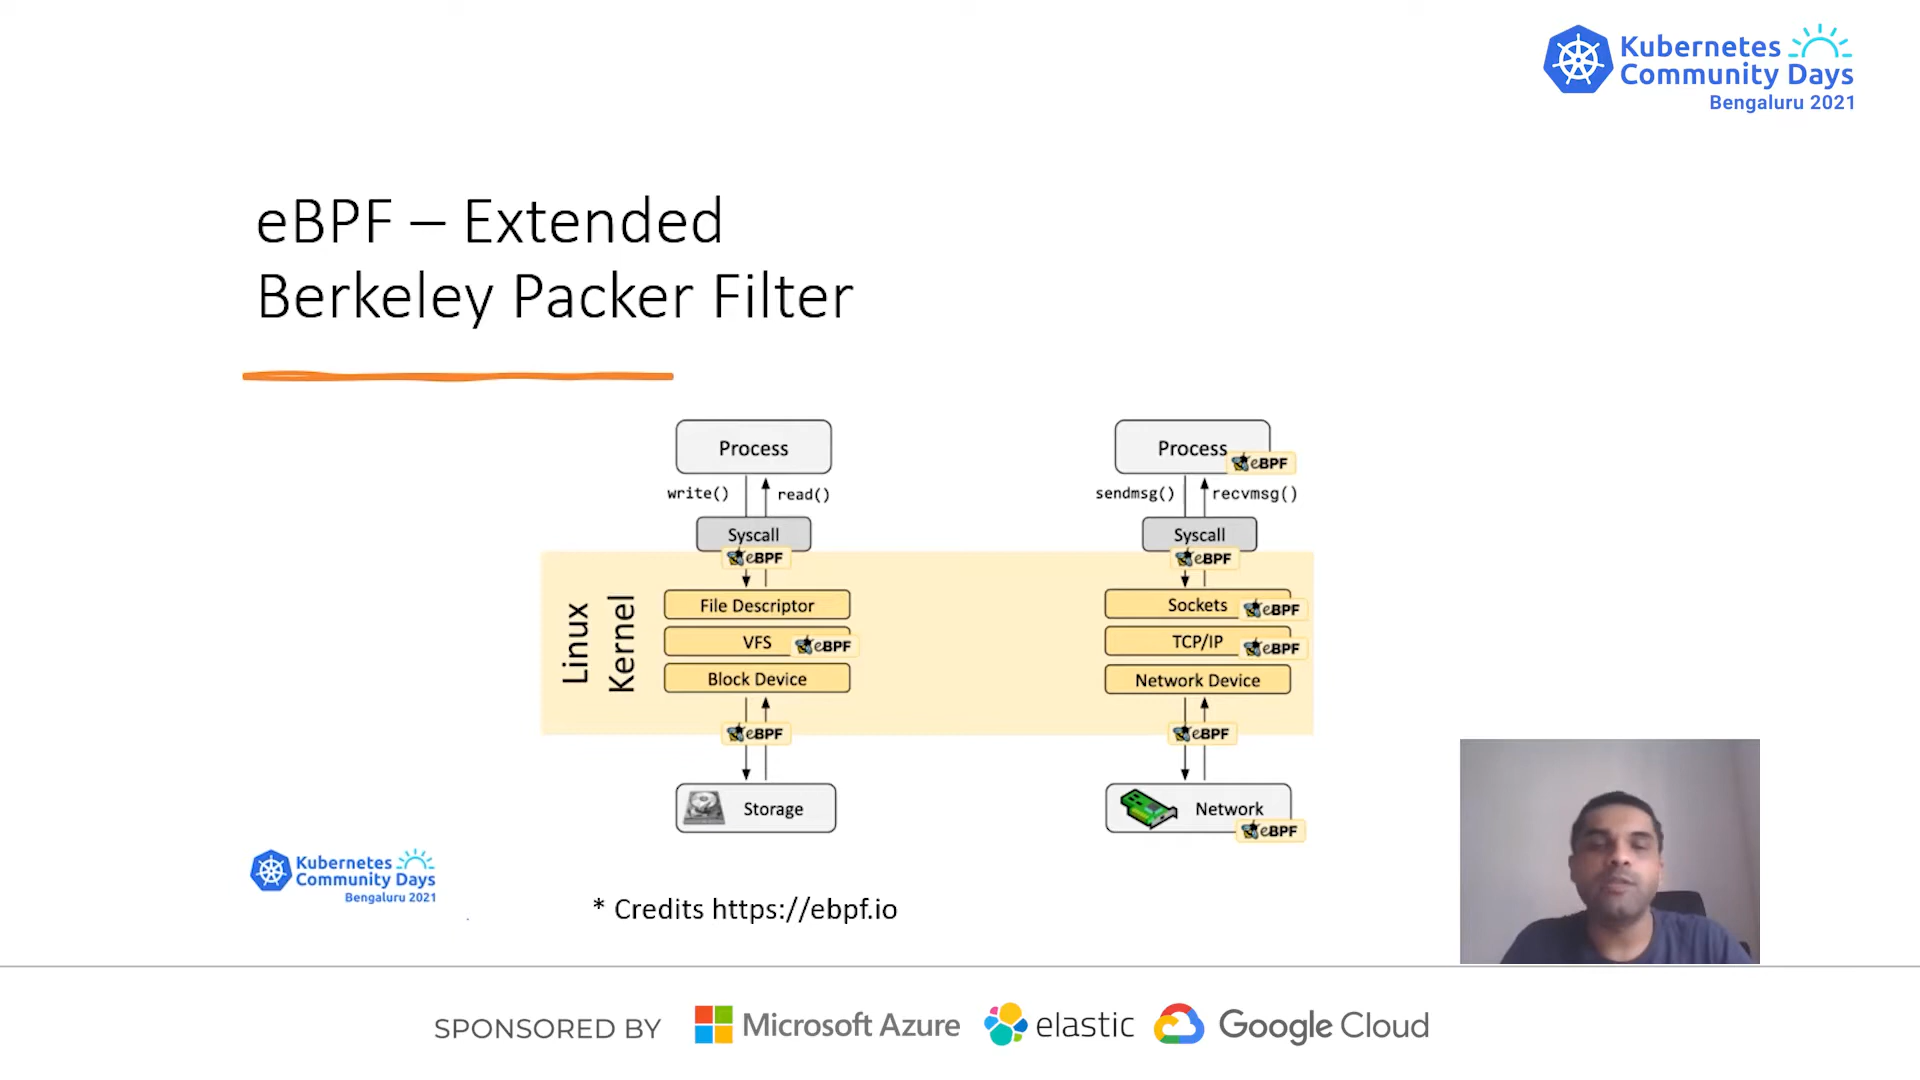 Kubernetes
Community Days
Bengaluru 2021
eBPF – Extended
Berkeley Packer Filter
Process
write()
read()
Syscall
eBPF
Linux
Kernel
File Descriptor
VFS
eBPF
Block Device
eBPF
Storage
Process
eBPF
sendmsg()
recvmsg()
Syscall
eBPF
Sockets
eBPF
TCP/IP
eBPF
Network Device
eBPF
Network
eBPF
Kubernetes
Community Days
Bengaluru 2021
* Credits https://ebpf.io
SPONSORED BY
Microsoft Azure
elastic
Google Cloud